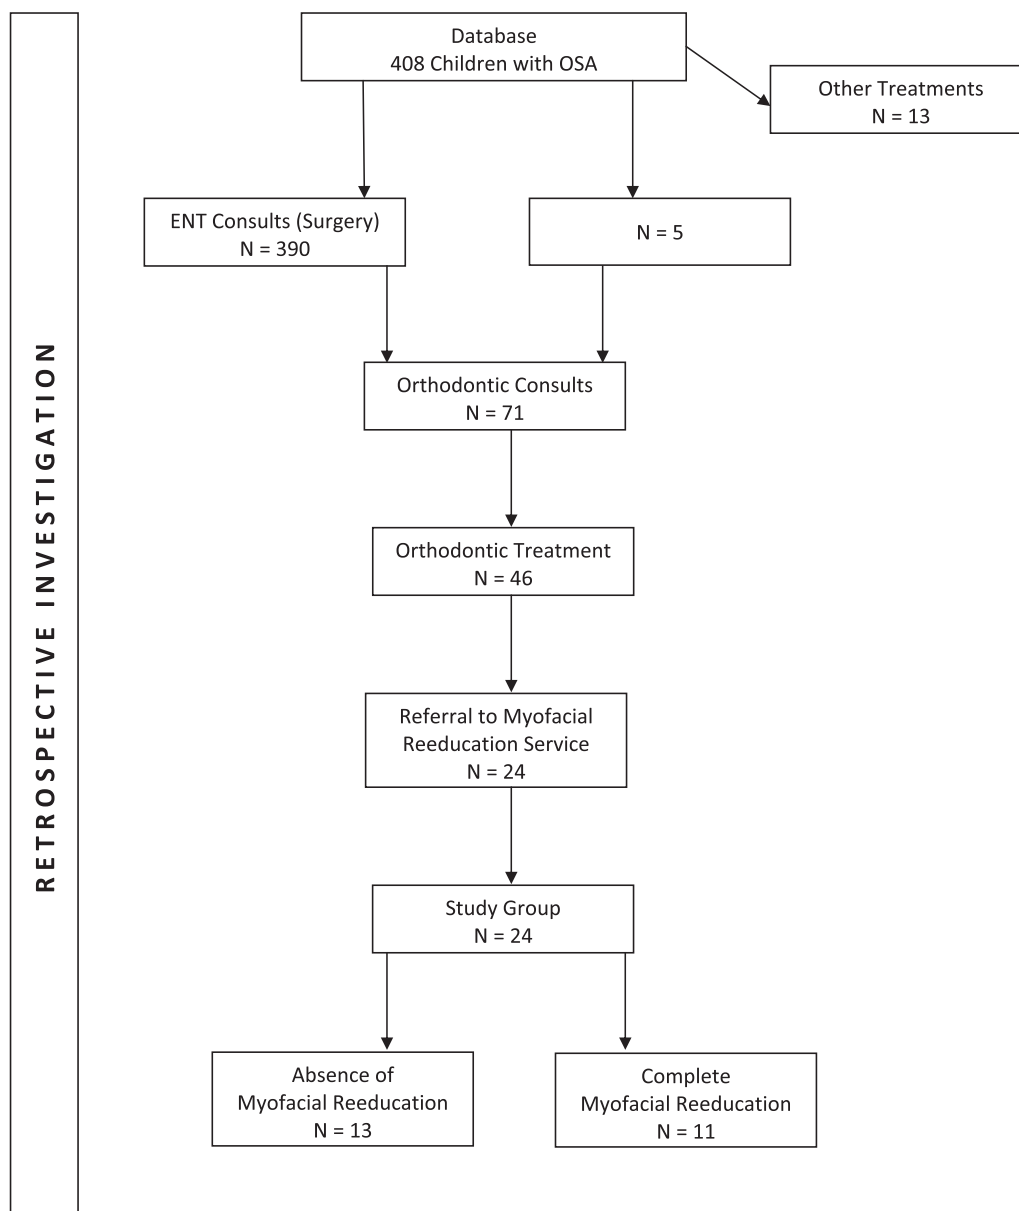 RETROSPECTIVE INVESTIGATION
Database
408 Children with OSA
Other Treatments
N = 13
ENT Consults (Surgery)
N = 390
N = 5
Orthodontic Consults
N = 71
Orthodontic Treatment
N = 46
Referral to Myofacial
Reeducation Service
N = 24
Study Group
N = 24
Absence of
Myofacial Reeducation
N = 13
Complete
Myofacial Reeducation
N = 11